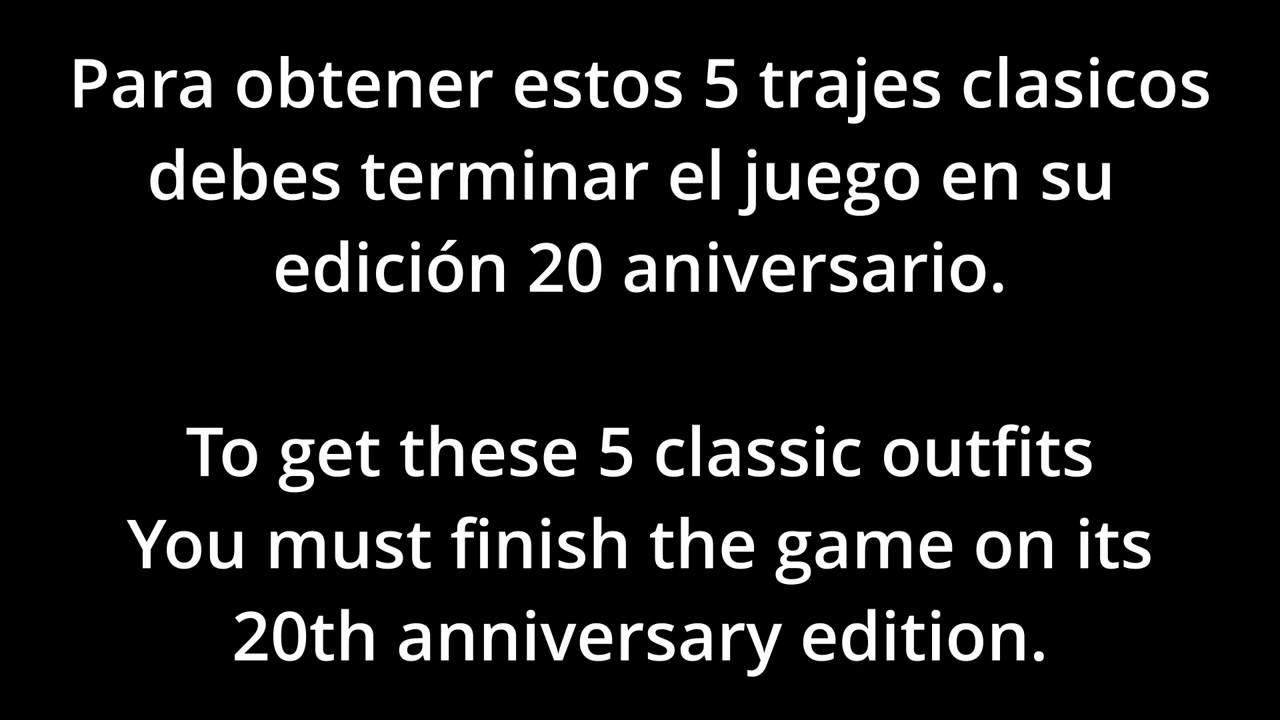 Para obtener estos 5 trajes clasicos
debes terminar el juego en su
edición 20 aniversario.
To get these 5 classic outfits
You must finish the game on its
20th anniversary edition.